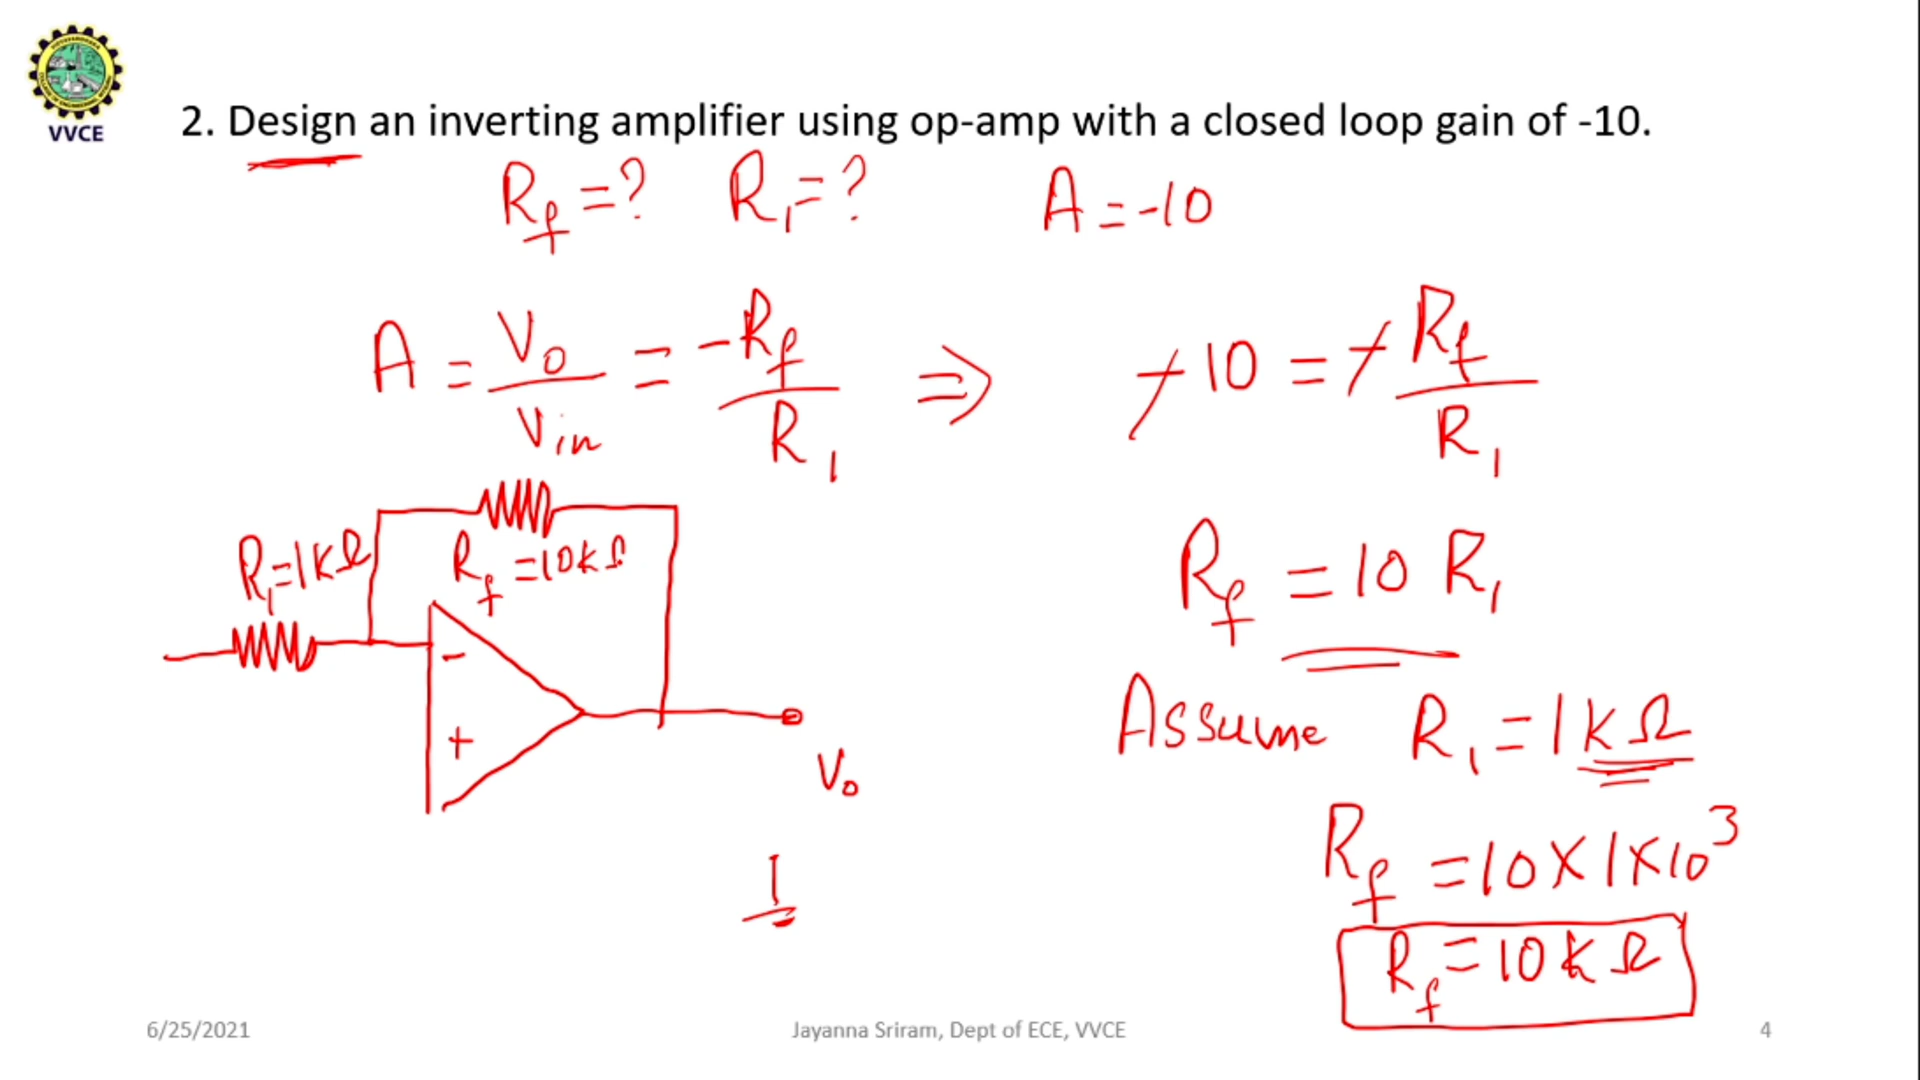 VVCE
2. Design an inverting amplifier using op-amp with a closed loop gain of -10.
Rf = ? R1 = ? A = -10
A = Vo/Vin = -Rf/R1 ⇒ -10 = -Rf/R1
R1=1kΩ
Rf=10kΩ
-
+
Vo
Rf = 10 R1
Assume R1 = 1kΩ
Rf = 10×1×10³
Rf = 10kΩ
6/25/2021
Jayanna Sriram, Dept of ECE, VVCE
4